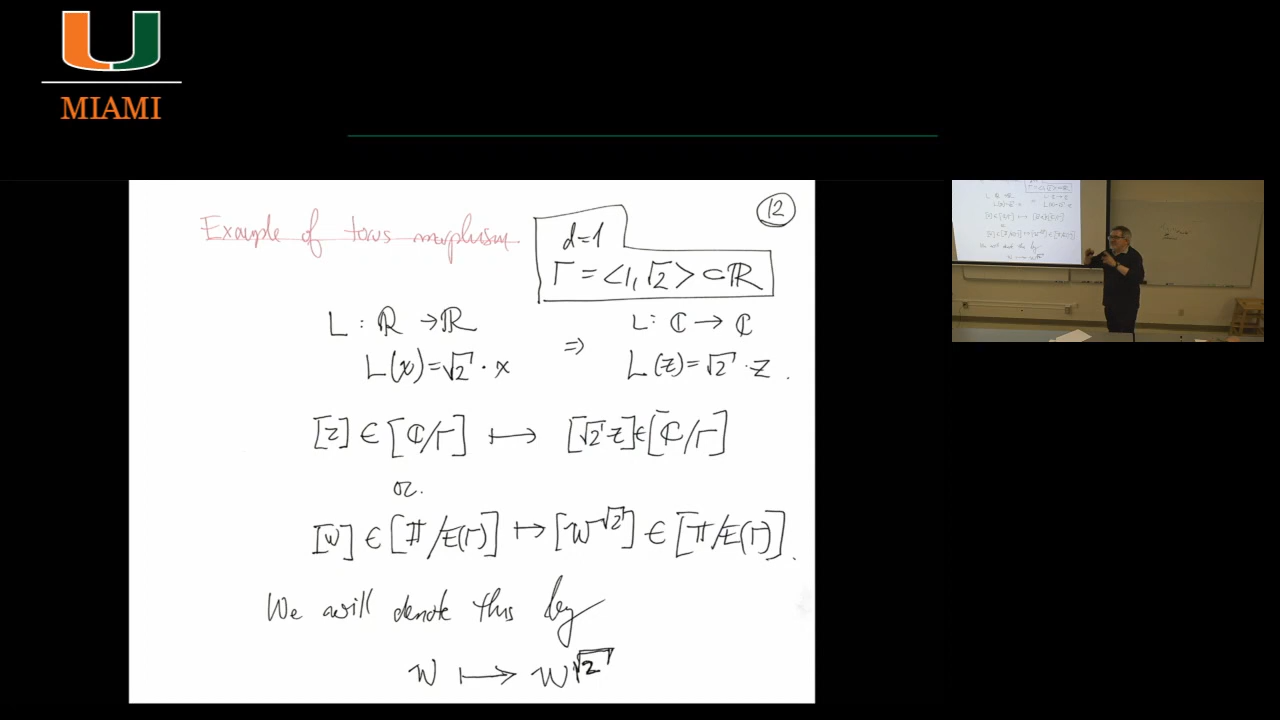 MIAMI
12
Example of torus morphism.
d=1
Γ = <1, √2> ⊂ ℝ
L : ℝ → ℝ
L(x) = √2 · x
⇒
L : ℂ → ℂ
L(z) = √2 · z .
[z] ∈ [ℂ/Γ] ↦ [√2 z] ∈ [ℂ/Γ]
or.
[w] ∈ [𝕋/E(Γ)] ↦ [w^√2] ∈ [𝕋/E(Γ)].
We will denote this by
w ↦ w^√2